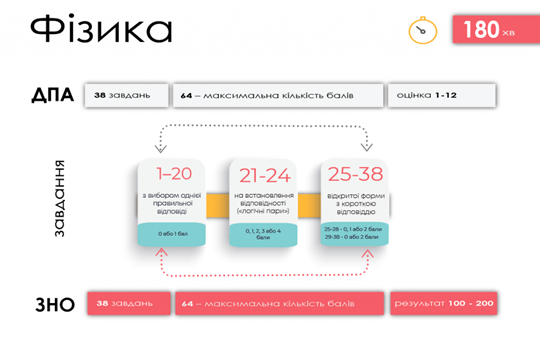 Фізика
180 хв
ДПА
38 завдань
64 – максимальна кількість балів
оцінка 1-12
завдання
1–20
з вибором однієї
правильної
відповіді
0 або 1 бал
21-24
на встановлення
відповідності
(«логічні пари»)
0, 1, 2, 3 або 4
бали
25-38
відкритої форми
з короткою
відповіддю
25-28 - 0, 1 або 2 бали
29-38 - 0 або 2 бали
ЗНО
38 завдань
64 – максимальна кількість балів
результат 100 - 200